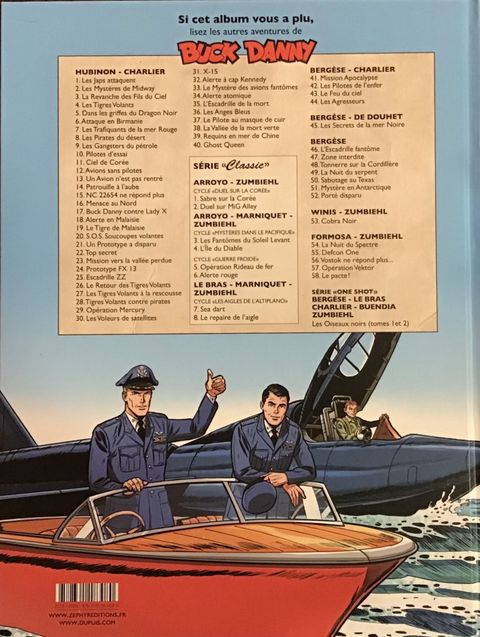 Si cet album vous a plu,
lisez les autres aventures de
BUCK DANNY
HUBINON - CHARLIER
1. Les Japs attaquent
2. Les Mystères de Midway
3. La Revanche des Fils du Ciel
4. Les Tigres Volants
5. Dans les griffes du Dragon Noir
6. Attaque en Birmanie
7. Les Trafiquants de la mer Rouge
8. Les Pirates du désert
9. Les Gangsters du pétrole
10. Pilotes d'essai
11. Ciel de Corée
12. Avions sans pilotes
13. Un Avion n'est pas rentré
14. Patrouille à l'aube
15. NC 22654 ne répond plus
16. Menace au Nord
17. Buck Danny contre Lady X
18. Alerte en Malaisie
19. Le Tigre de Malaisie
20. S.O.S. Soucoupes volantes
21. Un Prototype a disparu
22. Top secret
23. Mission vers la vallée perdue
24. Prototype FX 13
25. Escadrille ZZ
26. Le Retour des Tigres Volants
27. Les Tigres Volants à la rescousse
28. Tigres Volants contre pirates
29. Opération Mercury
30. Les Voleurs de satellites
31. X-15
32. Alerte à cap Kennedy
33. Le Mystère des avions fantômes
34. Alerte atomique
35. L'Escadrille de la mort
36. Les Anges Bleus
37. Le Pilote au masque de cuir
38. La Vallée de la mort verte
39. Requins en mer de Chine
40. Ghost Queen
SÉRIE «Classic»
ARROYO - ZUMBIEHL
CYCLE «DUEL SUR LA CORÉE»
1. Sabre sur la Corée
2. Duel sur MiG Alley
ARROYO - MARNIQUET -
ZUMBIEHL
CYCLE «MYSTÈRES DANS LE PACIFIQUE»
3. Les Fantômes du Soleil Levant
4. L'Île du Diable
CYCLE «GUERRE FROIDE»
5. Opération Rideau de fer
6. Alerte rouge
LE BRAS - MARNIQUET -
ZUMBIEHL
CYCLE «LES AIGLES DE L'ALTIPLANO»
7. Sea dart
8. Le repaire de l'aigle
BERGÈSE - CHARLIER
41. Mission Apocalypse
42. Les Pilotes de l'enfer
43. Le Feu du ciel
44. Les Agresseurs
BERGÈSE - DE DOUHET
45. Les Secrets de la mer Noire
BERGÈSE
46. L'Escadrille fantôme
47. Zone interdite
48. Tonnerre sur la Cordillère
49. La Nuit du serpent
50. Sabotage au Texas
51. Mystère en Antarctique
52. Porté disparu
WINIS - ZUMBIEHL
53. Cobra Noir
FORMOSA - ZUMBIEHL
54. La Nuit du Spectre
55. Defcon One
56. Vostok ne répond plus...
57. Opération Vektor
58. Le pacte !
SÉRIE «ONE SHOT»
BERGÈSE - LE BRAS
CHARLIER - BUENDIA
ZUMBIEHL
Les Oiseaux noirs (tomes 1et 2)
WWW.ZEPHYREDITIONS.FR
WWW.DUPUIS.COM